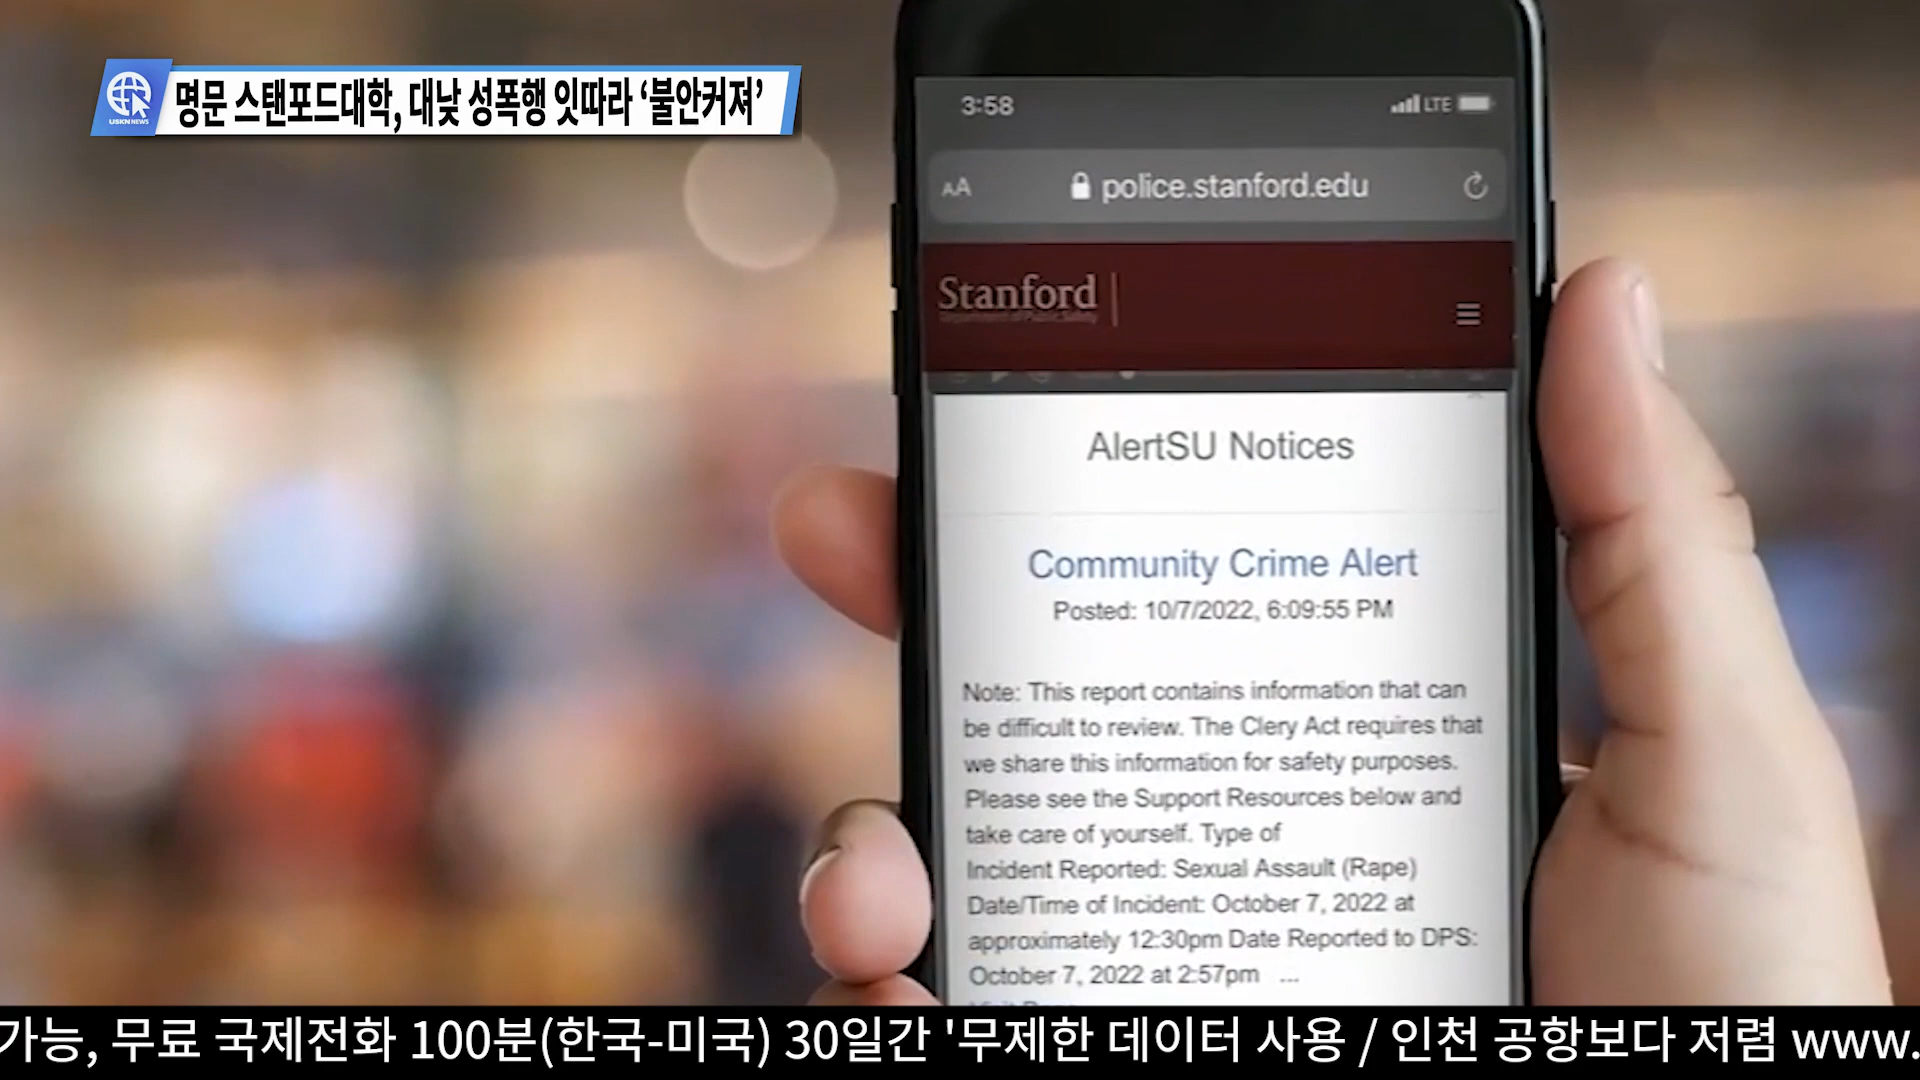 USKN NEWS
명문 스탠포드대학, 대낮 성폭행 잇따라 ‘불안커져’
3:58
LTE
AA
police.stanford.edu
Stanford
Department of Public Safety
AlertSU Notices
Community Crime Alert
Posted: 10/7/2022, 6:09:55 PM
Note: This report contains information that can
be difficult to review. The Clery Act requires that
we share this information for safety purposes.
Please see the Support Resources below and
take care of yourself. Type of
Incident Reported: Sexual Assault (Rape)
Date/Time of Incident: October 7, 2022 at
approximately 12:30pm Date Reported to DPS:
October 7, 2022 at 2:57pm ...
가능, 무료 국제전화 100분(한국-미국) 30일간 '무제한 데이터 사용 / 인천 공항보다 저렴 www.